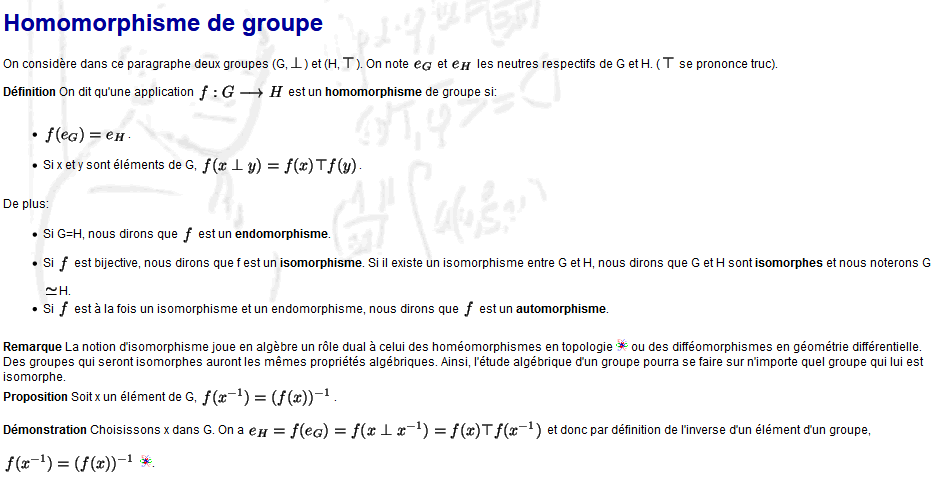 Homomorphisme de groupe
On considère dans ce paragraphe deux groupes (G, ⊥) et (H, ⊤). On note e_G et e_H les neutres respectifs de G et H. ( ⊤ se prononce truc).
Définition On dit qu'une application f : G ⟶ H est un homomorphisme de groupe si:
• f(e_G) = e_H .
• Si x et y sont éléments de G, f(x ⊥ y) = f(x)⊤f(y) .
De plus:
• Si G=H, nous dirons que f est un endomorphisme.
• Si f est bijective, nous dirons que f est un isomorphisme. Si il existe un isomorphisme entre G et H, nous dirons que G et H sont isomorphes et nous noterons G
≃H.
• Si f est à la fois un isomorphisme et un endomorphisme, nous dirons que f est un automorphisme.
Remarque La notion d'isomorphisme joue en algèbre un rôle dual à celui des homéomorphismes en topologie ou des difféomorphismes en géométrie différentielle.
Des groupes qui seront isomorphes auront les mêmes propriétés algébriques. Ainsi, l'étude algébrique d'un groupe pourra se faire sur n'importe quel groupe qui lui est
isomorphe.
Proposition Soit x un élément de G, f(x⁻¹) = (f(x))⁻¹ .
Démonstration Choisissons x dans G. On a e_H = f(e_G) = f(x ⊥ x⁻¹) = f(x)⊤f(x⁻¹) et donc par définition de l'inverse d'un élément d'un groupe,
f(x⁻¹) = (f(x))⁻¹ .